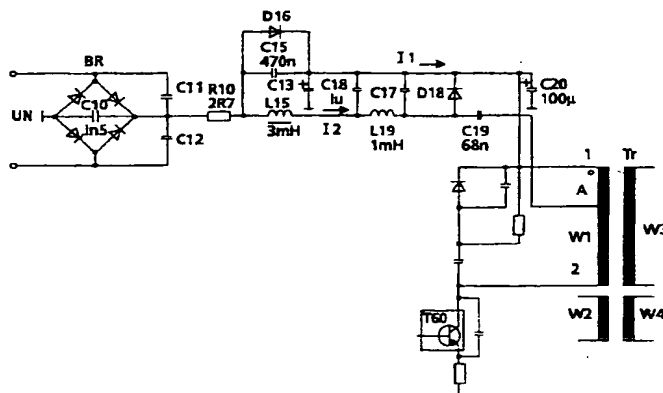 D16
C15
470n
I1
BR
C11
R10
2R7
C13
C18
1µ
C17
D18
C20
100µ
UN
C10
1n5
L15
3mH
I2
L19
1mH
C19
68n
C12
1
Tr
A
W1
W3
2
T60
W2
W4